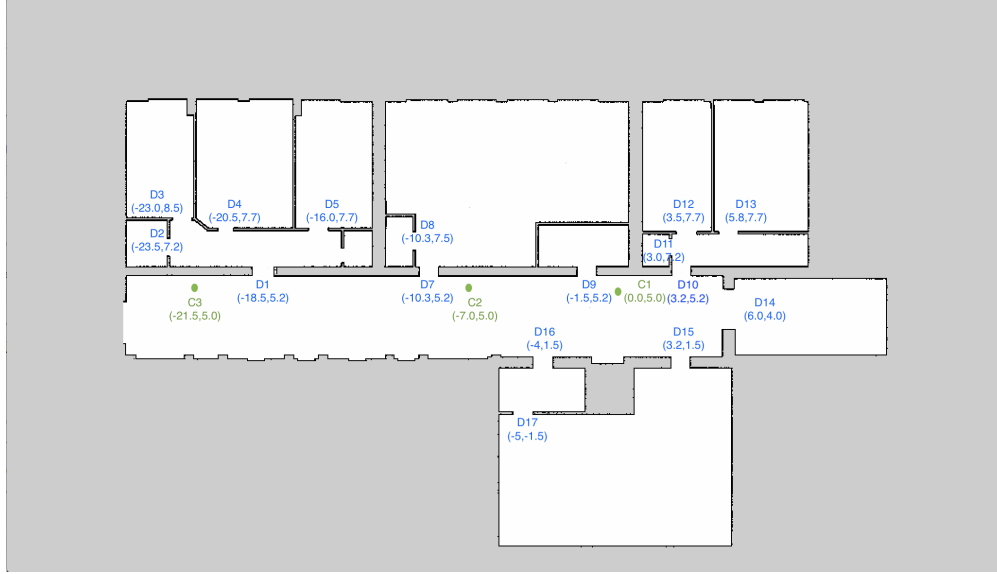 D3
(-23.0,8.5)
D4
(-20.5,7.7)
D5
(-16.0,7.7)
D12
(3.5,7.7)
D13
(5.8,7.7)
D2
(-23.5,7.2)
D8
(-10.3,7.5)
D11
(3.0,7.2)
D1
(-18.5,5.2)
D7
(-10.3,5.2)
D9
(-1.5,5.2)
C1
(0.0,5.0)
D10
(3.2,5.2)
C3
(-21.5,5.0)
C2
(-7.0,5.0)
D14
(6.0,4.0)
D16
(-4,1.5)
D15
(3.2,1.5)
D17
(-5,-1.5)